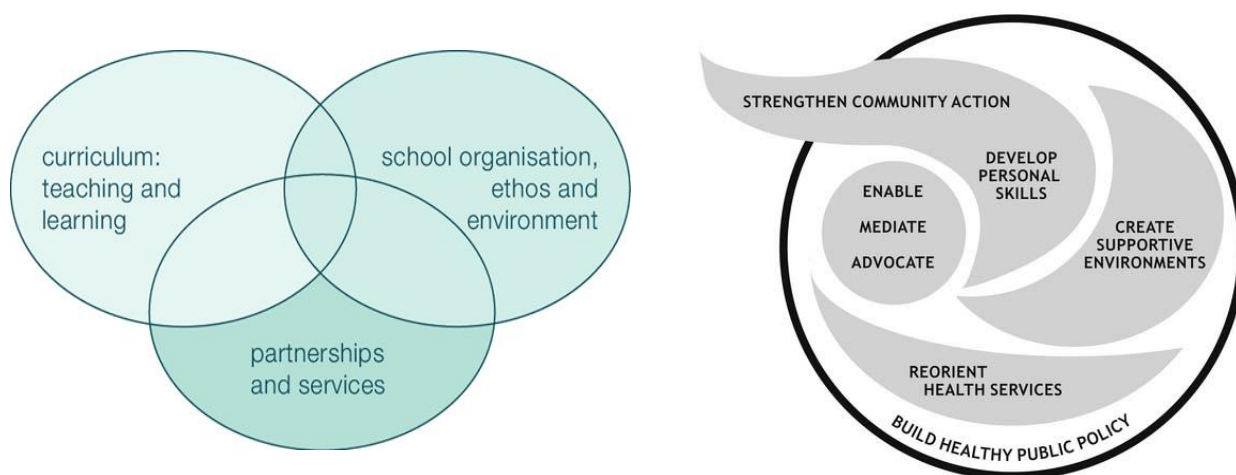 curriculum:
teaching and
learning
school organisation,
ethos and
environment
partnerships
and services
STRENGTHEN COMMUNITY ACTION
DEVELOP
PERSONAL
SKILLS
ENABLE
MEDIATE
ADVOCATE
CREATE
SUPPORTIVE
ENVIRONMENTS
REORIENT
HEALTH SERVICES
BUILD HEALTHY PUBLIC POLICY